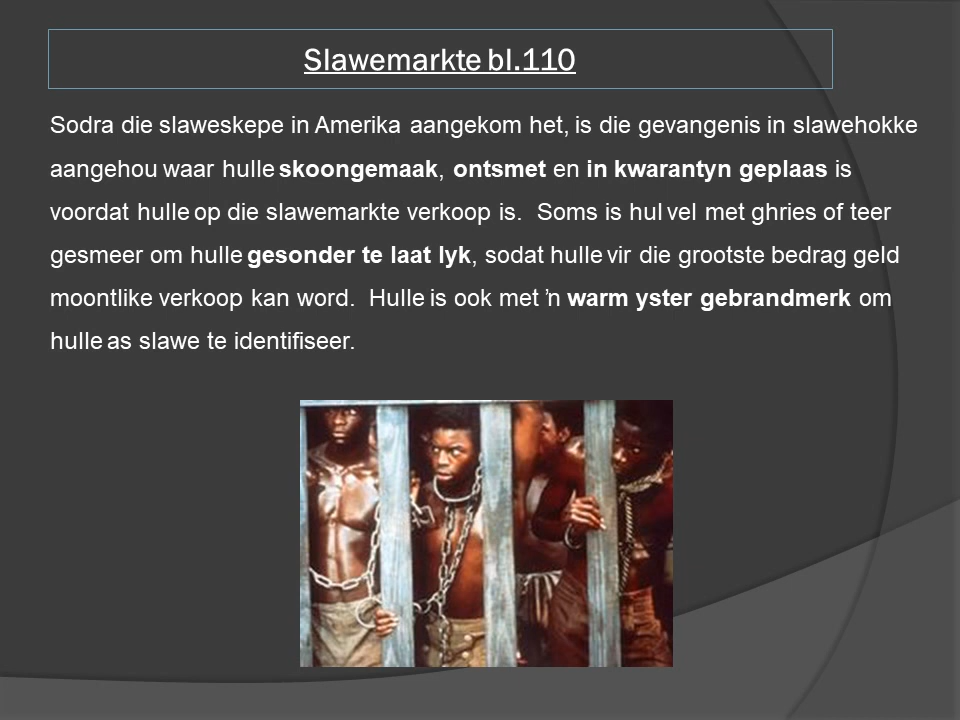 Slawemarkte bl.110
Sodra die slaweskepe in Amerika aangekom het, is die gevangenis in slawehokke
aangehou waar hulle skoongemaak, ontsmet en in kwarantyn geplaas is
voordat hulle op die slawemarkte verkoop is.  Soms is hul vel met ghries of teer
gesmeer om hulle gesonder te laat lyk, sodat hulle vir die grootste bedrag geld
moontlike verkoop kan word.  Hulle is ook met ’n warm yster gebrandmerk om
hulle as slawe te identifiseer.